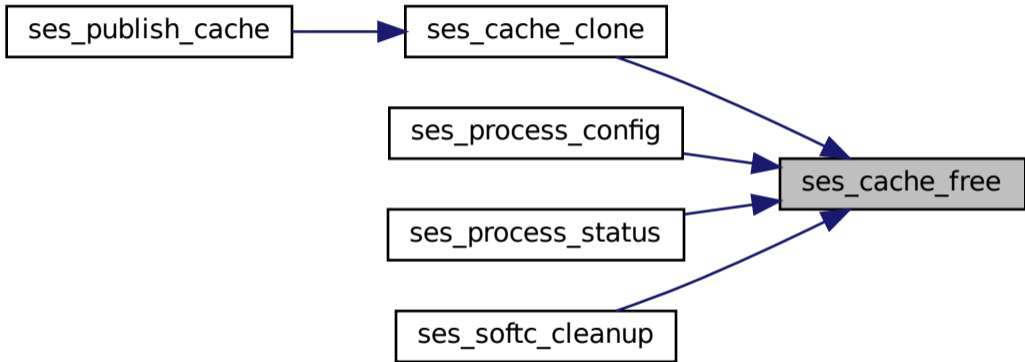 ses_publish_cache
ses_cache_clone
ses_process_config
ses_cache_free
ses_process_status
ses_softc_cleanup